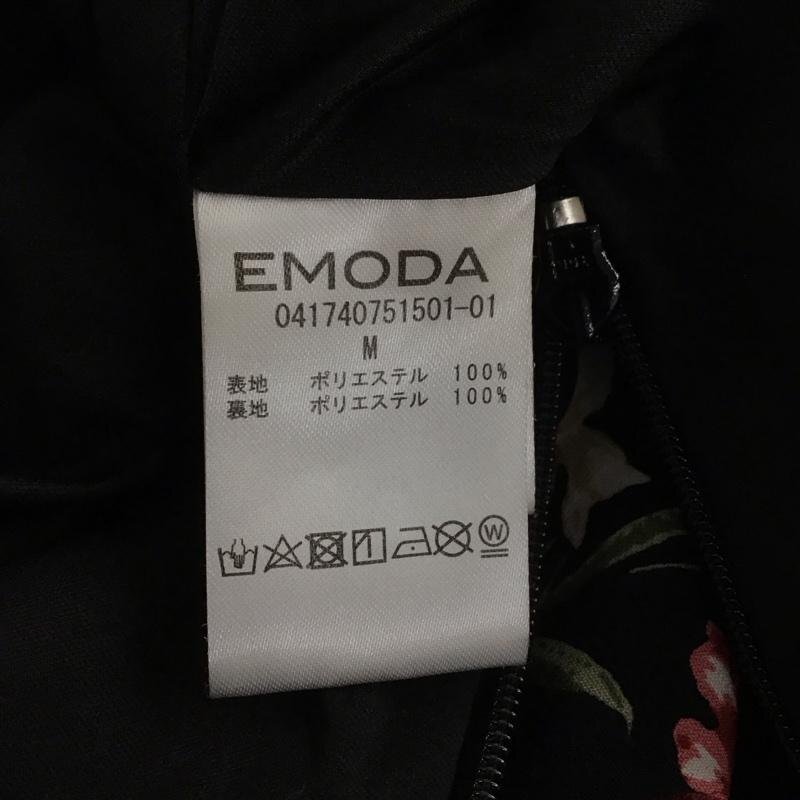 EMODA
041740751501-01
M
表地 ポリエステル 100%
裏地 ポリエステル 100%
W